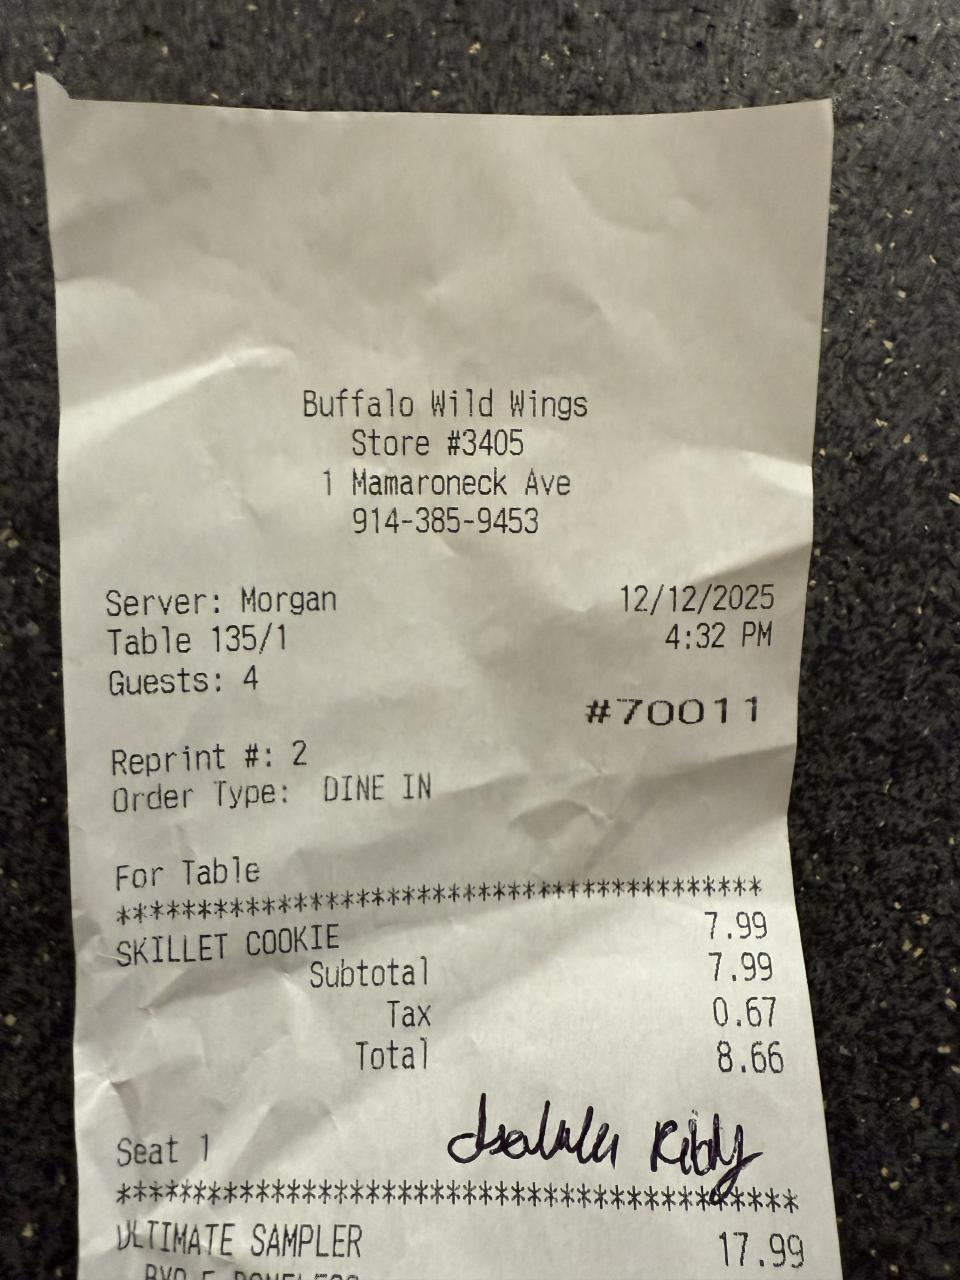 Buffalo Wild Wings
Store #3405
1 Mamaroneck Ave
914-385-9453
Server: Morgan 12/12/2025
Table 135/1 4:32 PM
Guests: 4
#70011
Reprint #: 2
Order Type: DINE IN
For Table
****************************************
SKILLET COOKIE 7.99
Subtotal 7.99
Tax 0.67
Total 8.66
Seat 1
******************************************
ULTIMATE SAMPLER 17.99